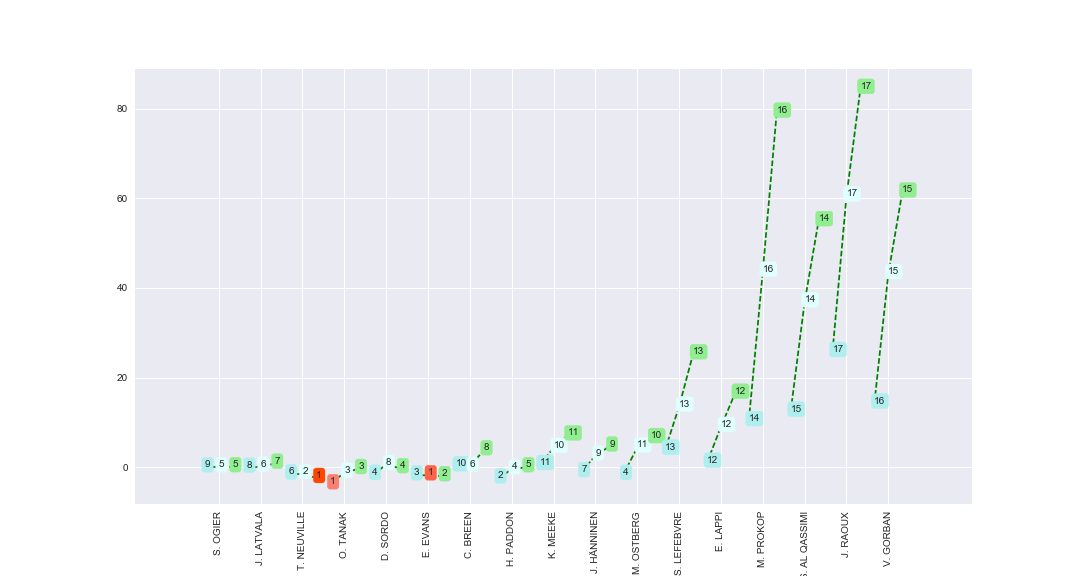 80
60
40
20
0
9 5 5
8 6 7
6 2 1
1 3 3
4 8 4
3 1 2
10 6 8
2 4 5
11 10 11
7 9 9
4 11 10
13 13 13
12 12 12
14 16 16
15 14 14
17 17 17
16 15 15
S. OGIER
J. LATVALA
T. NEUVILLE
O. TANAK
D. SORDO
E. EVANS
C. BREEN
H. PADDON
K. MEEKE
J. HANNINEN
M. OSTBERG
S. LEFEBVRE
E. LAPPI
M. PROKOP
S. AL QASSIMI
J. RAOUX
V. GORBAN